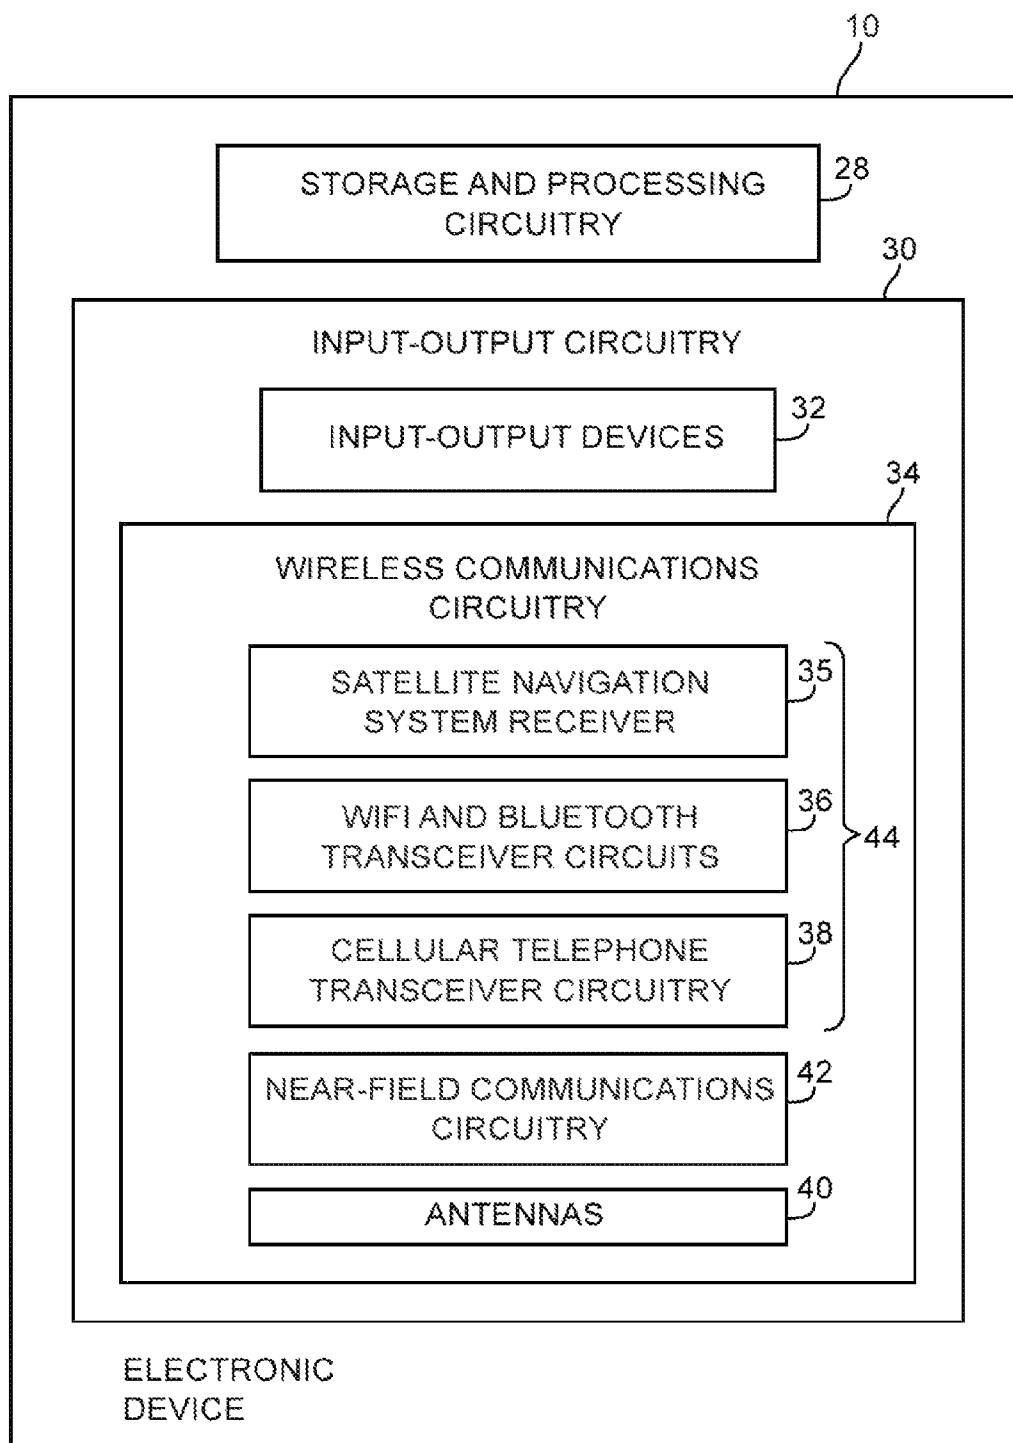 10
STORAGE AND PROCESSING
CIRCUITRY
28
30
INPUT-OUTPUT CIRCUITRY
INPUT-OUTPUT DEVICES
32
34
WIRELESS COMMUNICATIONS
CIRCUITRY
SATELLITE NAVIGATION
SYSTEM RECEIVER
35
WIFI AND BLUETOOTH
TRANSCEIVER CIRCUITS
36
44
CELLULAR TELEPHONE
TRANSCEIVER CIRCUITRY
38
NEAR-FIELD COMMUNICATIONS
CIRCUITRY
42
ANTENNAS
40
ELECTRONIC
DEVICE